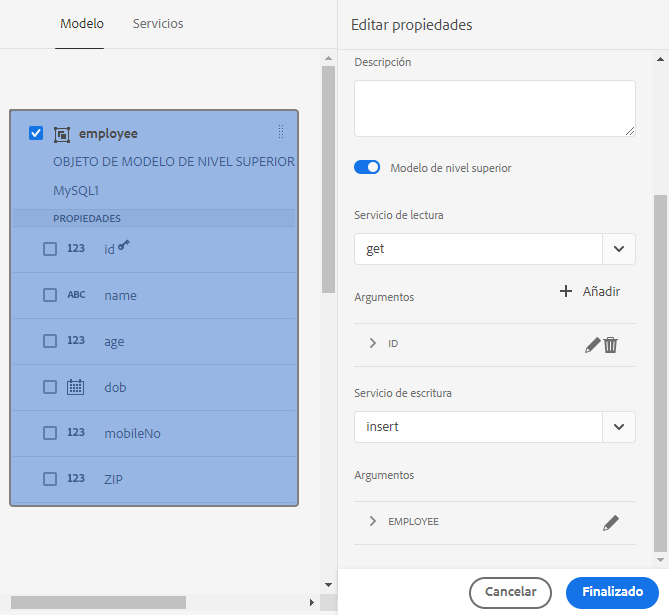 Modelo
Servicios
employee
OBJETO DE MODELO DE NIVEL SUPERIOR
MySQL1
PROPIEDADES
123 id
ABC name
123 age
dob
123 mobileNo
123 ZIP
Editar propiedades
Descripción
Modelo de nivel superior
Servicio de lectura
get
Argumentos
Añadir
ID
Servicio de escritura
insert
Argumentos
EMPLOYEE
Cancelar
Finalizado